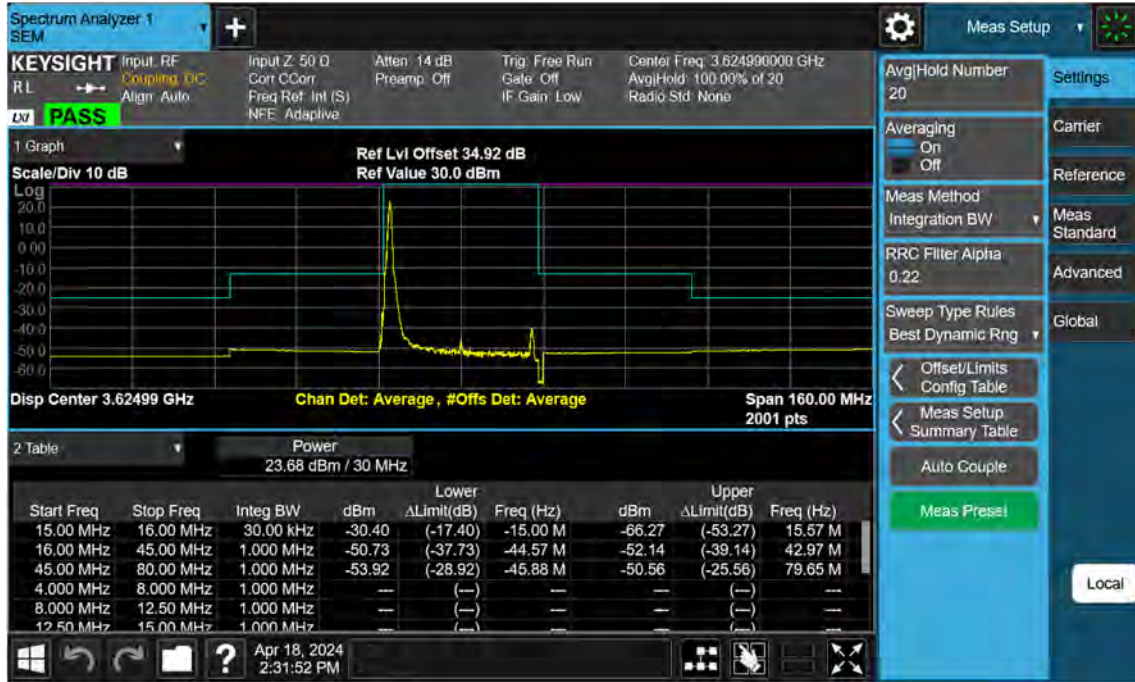 Spectrum Analyzer 1
SEM
+
Meas Setup
KEYSIGHT
RL
LXI PASS
Input: RF
Coupling: DC
Align: Auto
Input Z: 50 Ω
Corr CCorr
Freq Ref: Int (S)
NFE: Adaptive
Atten: 14 dB
Preamp: Off
Trig: Free Run
Gate: Off
IF Gain: Low
Center Freq: 3.624990000 GHz
Avg|Hold: 100.00% of 20
Radio Std: None
1 Graph
Scale/Div 10 dB
Ref Lvl Offset 34.92 dB
Ref Value 30.0 dBm
Log
20.0
10.0
0.00
-10.0
-20.0
-30.0
-40.0
-50.0
-60.0
Disp Center 3.62499 GHz
Chan Det: Average, #Offs Det: Average
Span 160.00 MHz
2001 pts
2 Table
Power
23.68 dBm / 30 MHz
Lower Upper
Start Freq Stop Freq Integ BW dBm ΔLimit(dB) Freq (Hz) dBm ΔLimit(dB) Freq (Hz)
15.00 MHz 16.00 MHz 30.00 kHz -30.40 (-17.40) -15.00 M -66.27 (-53.27) 15.57 M
16.00 MHz 45.00 MHz 1.000 MHz -50.73 (-37.73) -44.57 M -52.14 (-39.14) 42.97 M
45.00 MHz 80.00 MHz 1.000 MHz -53.92 (-28.92) -45.88 M -50.56 (-25.56) 79.65 M
4.000 MHz 8.000 MHz 1.000 MHz --- (---) --- --- (---) ---
8.000 MHz 12.50 MHz 1.000 MHz --- (---) --- --- (---) ---
12.50 MHz 15.00 MHz 1.000 MHz --- (---) --- --- (---) ---
Avg|Hold Number
20
Averaging
On
Off
Meas Method
Integration BW
RRC Filter Alpha
0.22
Sweep Type Rules
Best Dynamic Rng
Offset/Limits
Config Table
Meas Setup
Summary Table
Auto Couple
Meas Preset
Settings
Carrier
Reference
Meas
Standard
Advanced
Global
Local
?
Apr 18, 2024
2:31:52 PM